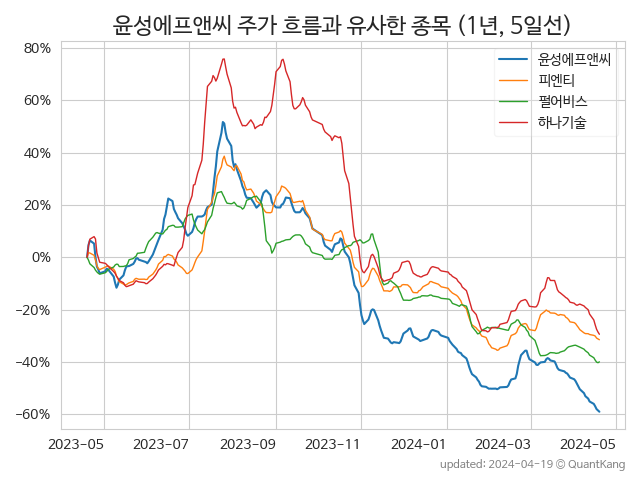 윤성에프앤씨 주가 흐름과 유사한 종목 (1년, 5일선)
80%
60%
40%
20%
0%
−20%
−40%
−60%
윤성에프앤씨
피엔티
펄어비스
하나기술
2023−05
2023−07
2023−09
2023−11
2024−01
2024−03
2024−05
updated: 2024−04−19 © QuantKang